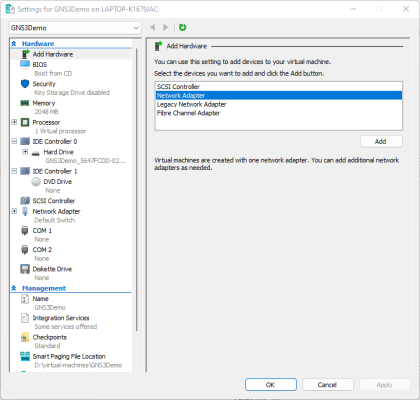 Settings for GNS3Demo on LAPTOP-K1679JAC
GNS3Demo
Hardware
Add Hardware
BIOS
Boot from CD
Security
Key Storage Drive disabled
Memory
2048 MB
Processor
1 Virtual processor
IDE Controller 0
Hard Drive
GNS3Demo_5647FCDD-02...
IDE Controller 1
DVD Drive
None
SCSI Controller
Network Adapter
Default Switch
COM 1
None
COM 2
None
Diskette Drive
None
Management
Name
GNS3Demo
Integration Services
Some services offered
Checkpoints
Standard
Smart Paging File Location
D:\virtual-machines\GNS3Demo
Add Hardware
You can use this setting to add devices to your virtual machine.
Select the devices you want to add and click the Add button.
SCSI Controller
Network Adapter
Legacy Network Adapter
Fibre Channel Adapter
Add
Virtual machines are created with one network adapter. You can add additional network
adapters as needed.
OK
Cancel
Apply